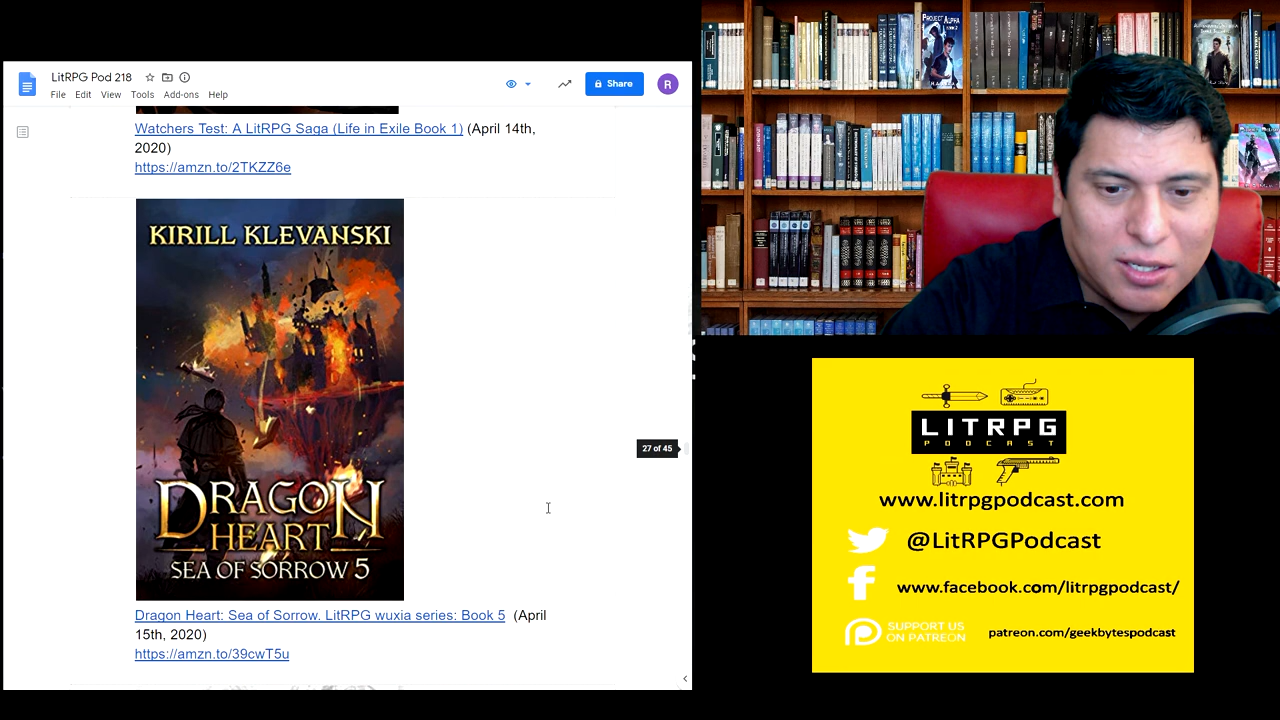 LitRPG Pod 218
File Edit View Tools Add-ons Help
Share
R
Watchers Test: A LitRPG Saga (Life in Exile Book 1) (April 14th,
2020)
https://amzn.to/2TKZZ6e
KIRILL KLEVANSKI
DRAGON
HEART
SEA OF SORROW 5
27 of 45
Dragon Heart: Sea of Sorrow. LitRPG wuxia series: Book 5 (April
15th, 2020)
https://amzn.to/39cwT5u
PROJECT ALPHA
LITRPG
PODCAST
www.litrpgpodcast.com
@LitRPGPodcast
www.facebook.com/litrpgpodcast/
SUPPORT US
ON PATREON
patreon.com/geekbytespodcast